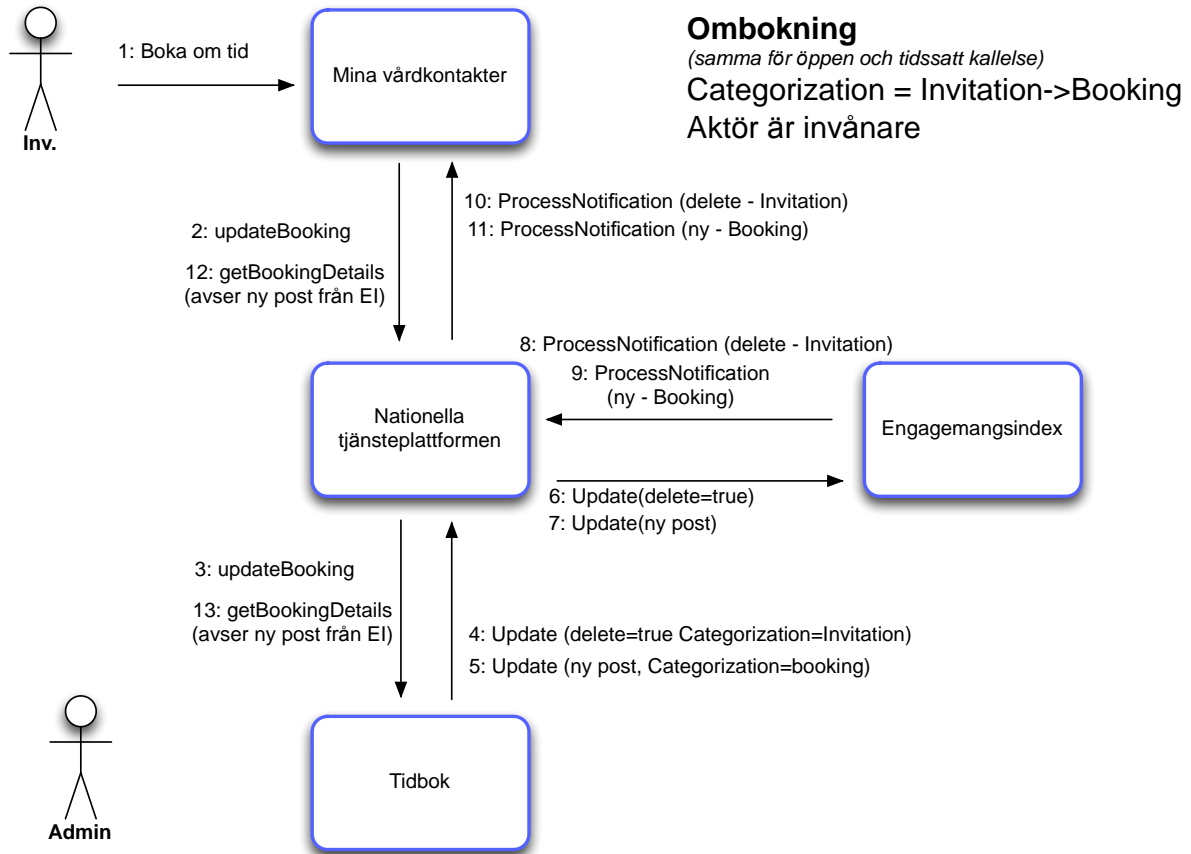 Ombokning
(samma för öppen och tidssatt kallelse)
Categorization = Invitation->Booking
Aktör är invånare
1: Boka om tid
Mina vårdkontakter
Inv.
10: ProcessNotification (delete - Invitation)
11: ProcessNotification (ny - Booking)
2: updateBooking
12: getBookingDetails
(avser ny post från EI)
8: ProcessNotification (delete - Invitation)
9: ProcessNotification
(ny - Booking)
Nationella
tjänsteplattformen
Engagemangsindex
6: Update(delete=true)
7: Update(ny post)
3: updateBooking
13: getBookingDetails
(avser ny post från EI)
4: Update (delete=true Categorization=Invitation)
5: Update (ny post, Categorization=booking)
Tidbok
Admin